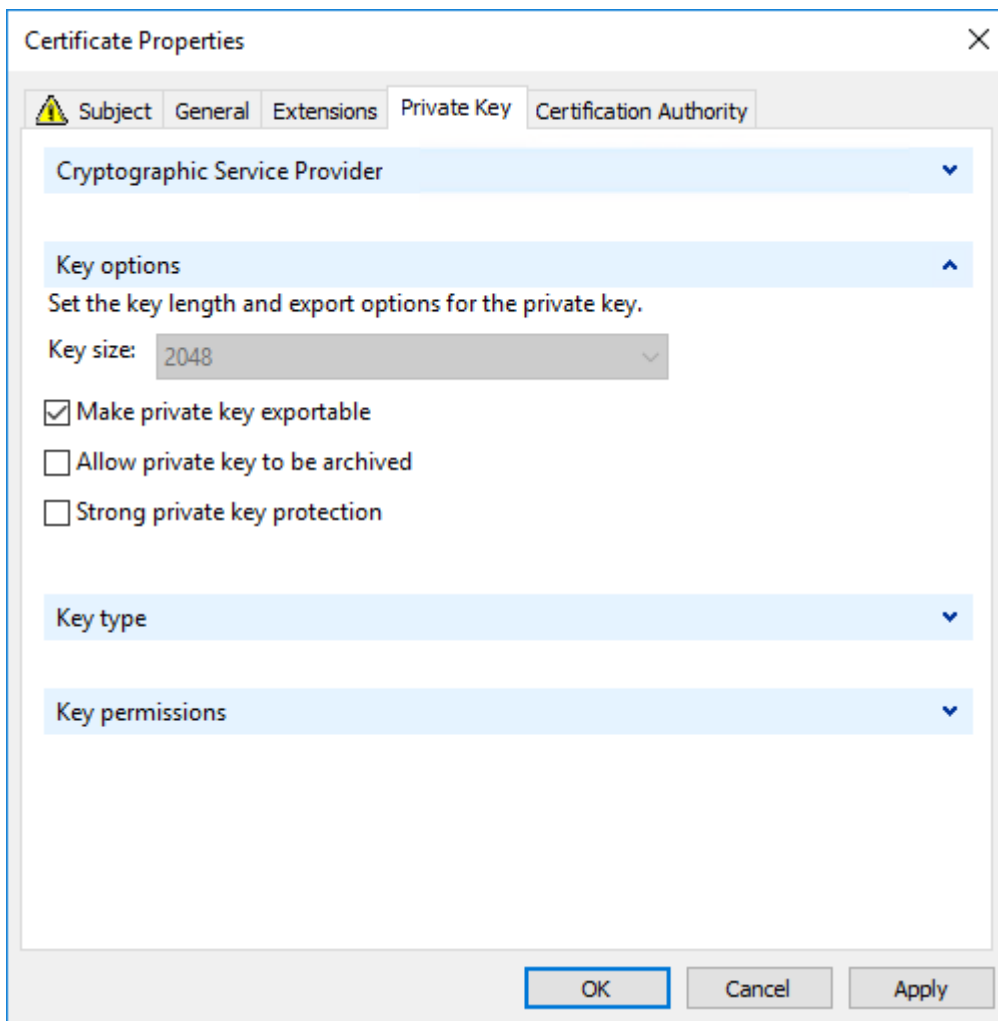 Certificate Properties
Subject General Extensions Private Key Certification Authority
Cryptographic Service Provider
Key options
Set the key length and export options for the private key.
Key size: 2048
Make private key exportable
Allow private key to be archived
Strong private key protection
Key type
Key permissions
OK Cancel Apply